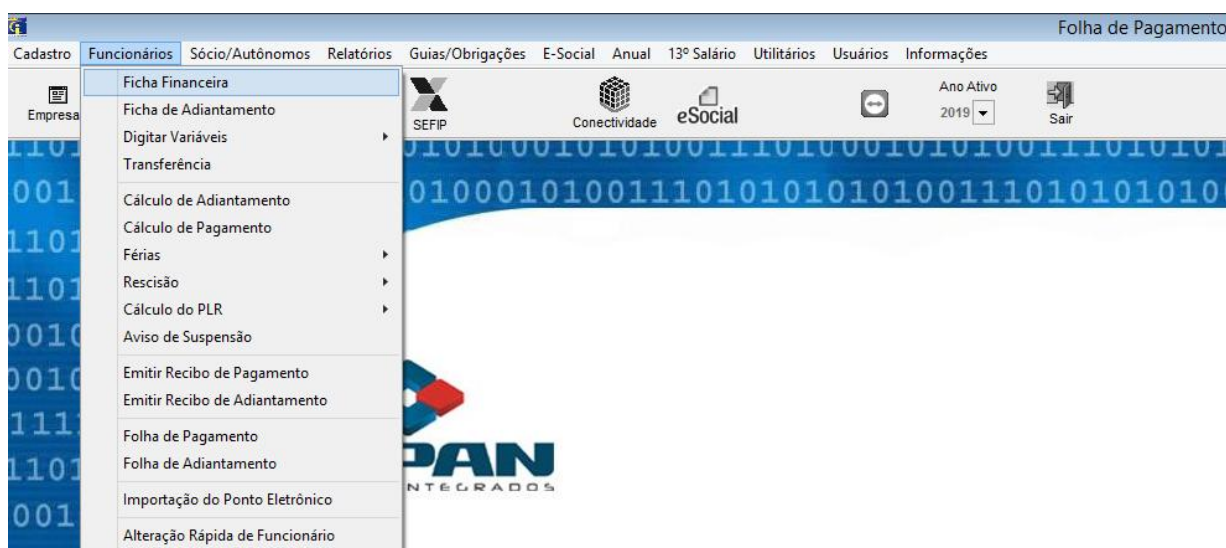 Folha de Pagamento
Cadastro Funcionários Sócio/Autônomos Relatórios Guias/Obrigações E-Social Anual 13º Salário Utilitários Usuários Informações
Empresa
SEFIP
Conectividade
eSocial
Ano Ativo
2019
Sair
Ficha Financeira
Ficha de Adiantamento
Digitar Variáveis
Transferência
Cálculo de Adiantamento
Cálculo de Pagamento
Férias
Rescisão
Cálculo do PLR
Aviso de Suspensão
Emitir Recibo de Pagamento
Emitir Recibo de Adiantamento
Folha de Pagamento
Folha de Adiantamento
Importação do Ponto Eletrônico
Alteração Rápida de Funcionário
PAN
NTEGRADOS